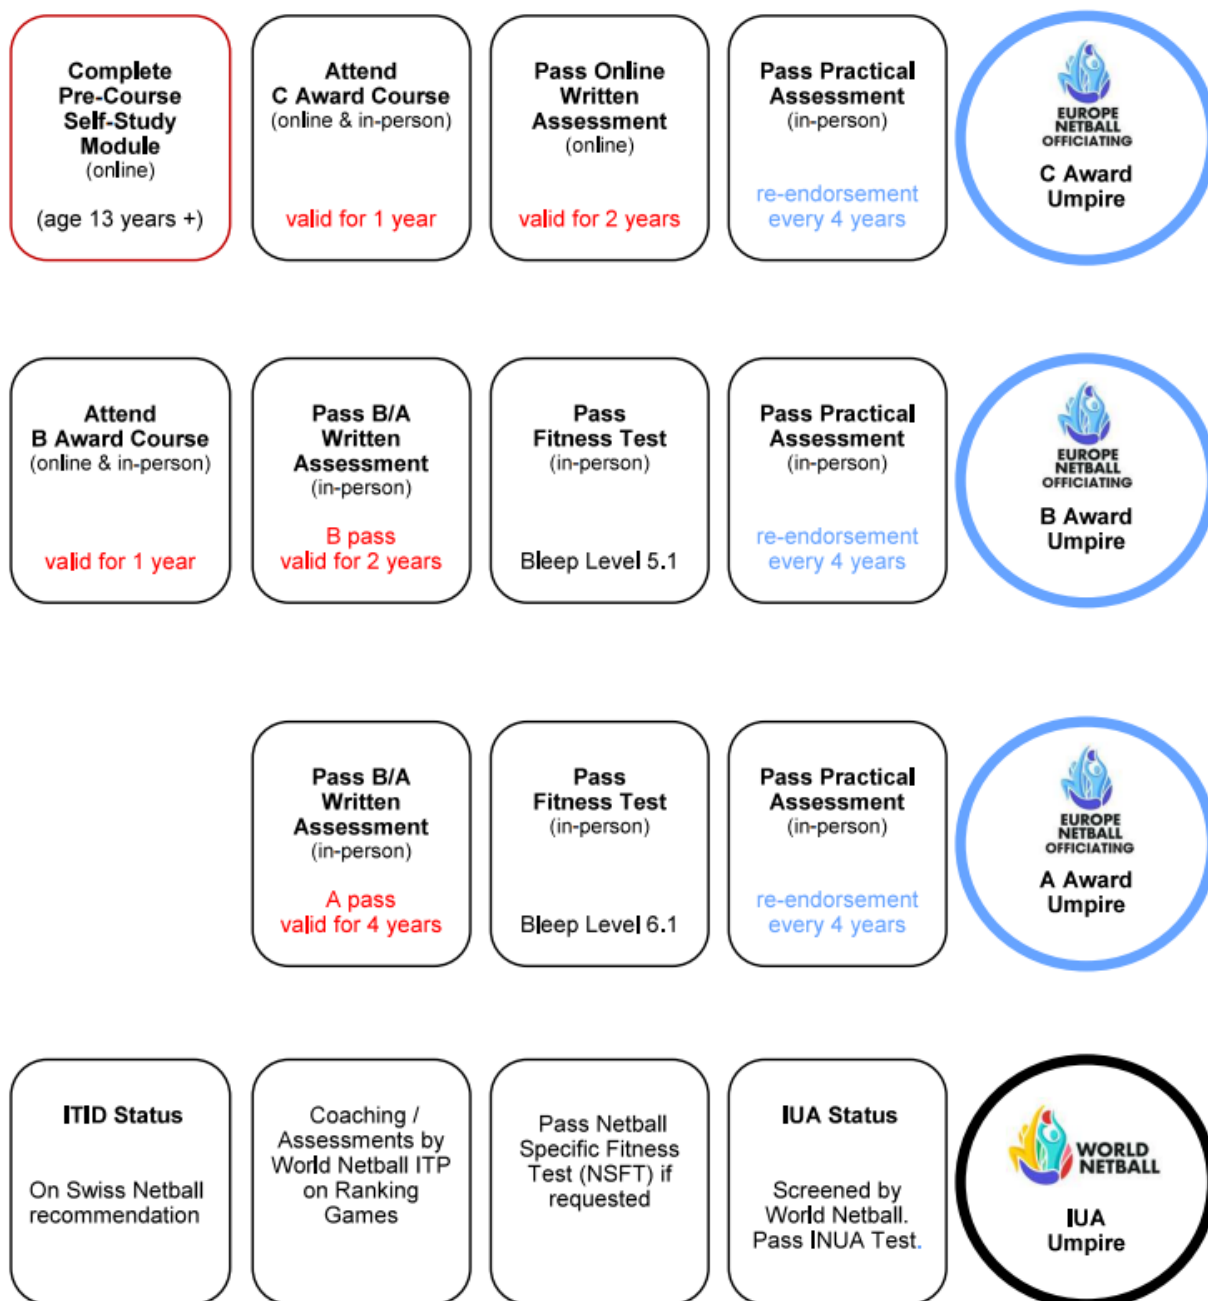 Complete
Pre-Course
Self-Study
Module
(online)
(age 13 years +)
Attend
C Award Course
(online & in-person)
valid for 1 year
Pass Online
Written
Assessment
(online)
valid for 2 years
Pass Practical
Assessment
(in-person)
re-endorsement
every 4 years
EUROPE
NETBALL
OFFICIATING
C Award
Umpire
Attend
B Award Course
(online & in-person)
valid for 1 year
Pass B/A
Written
Assessment
(in-person)
B pass
valid for 2 years
Pass
Fitness Test
(in-person)
Bleep Level 5.1
Pass Practical
Assessment
(in-person)
re-endorsement
every 4 years
EUROPE
NETBALL
OFFICIATING
B Award
Umpire
Pass B/A
Written
Assessment
(in-person)
A pass
valid for 4 years
Pass
Fitness Test
(in-person)
Bleep Level 6.1
Pass Practical
Assessment
(in-person)
re-endorsement
every 4 years
EUROPE
NETBALL
OFFICIATING
A Award
Umpire
ITID Status
On Swiss Netball
recommendation
Coaching /
Assessments by
World Netball ITP
on Ranking
Games
Pass Netball
Specific Fitness
Test (NSFT) if
requested
IUA Status
Screened by
World Netball.
Pass INUA Test.
WORLD
NETBALL
IUA
Umpire